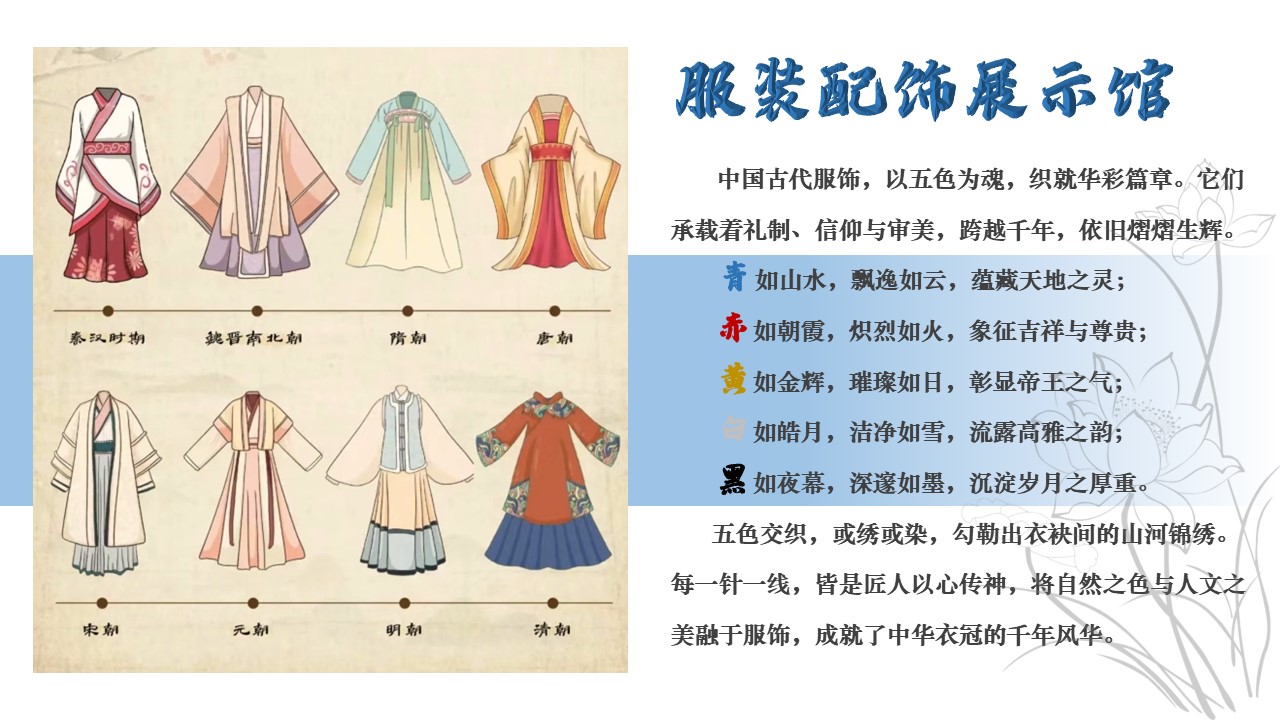 服装配饰展示馆
中国古代服饰，以五色为魂，织就华彩篇章。它们
承载着礼制、信仰与审美，跨越千年，依旧熠熠生辉。
青如山水，飘逸如云，蕴藏天地之灵；
赤如朝霞，炽烈如火，象征吉祥与尊贵；
黄如金辉，璀璨如日，彰显帝王之气；
白如皓月，洁净如雪，流露高雅之韵；
黑如夜幕，深邃如墨，沉淀岁月之厚重。
五色交织，或绣或染，勾勒出衣袂间的山河锦绣。
每一针一线，皆是匠人以心传神，将自然之色与人文之
美融于服饰，成就了中华衣冠的千年风华。
秦汉时期 魏晋南北朝 隋朝 唐朝
宋朝 元朝 明朝 清朝